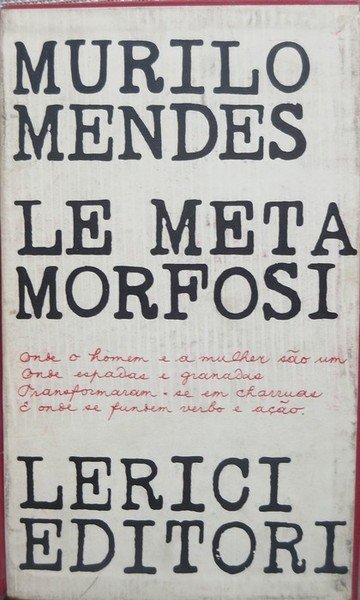 MURILO
MENDES
LE META
MORFOSI
Onde o homem e a mulher são um
Onde espadas e granadas
Transformaram-se em charruas
E onde se fundem verbo e ação.
LERICI
EDITORI